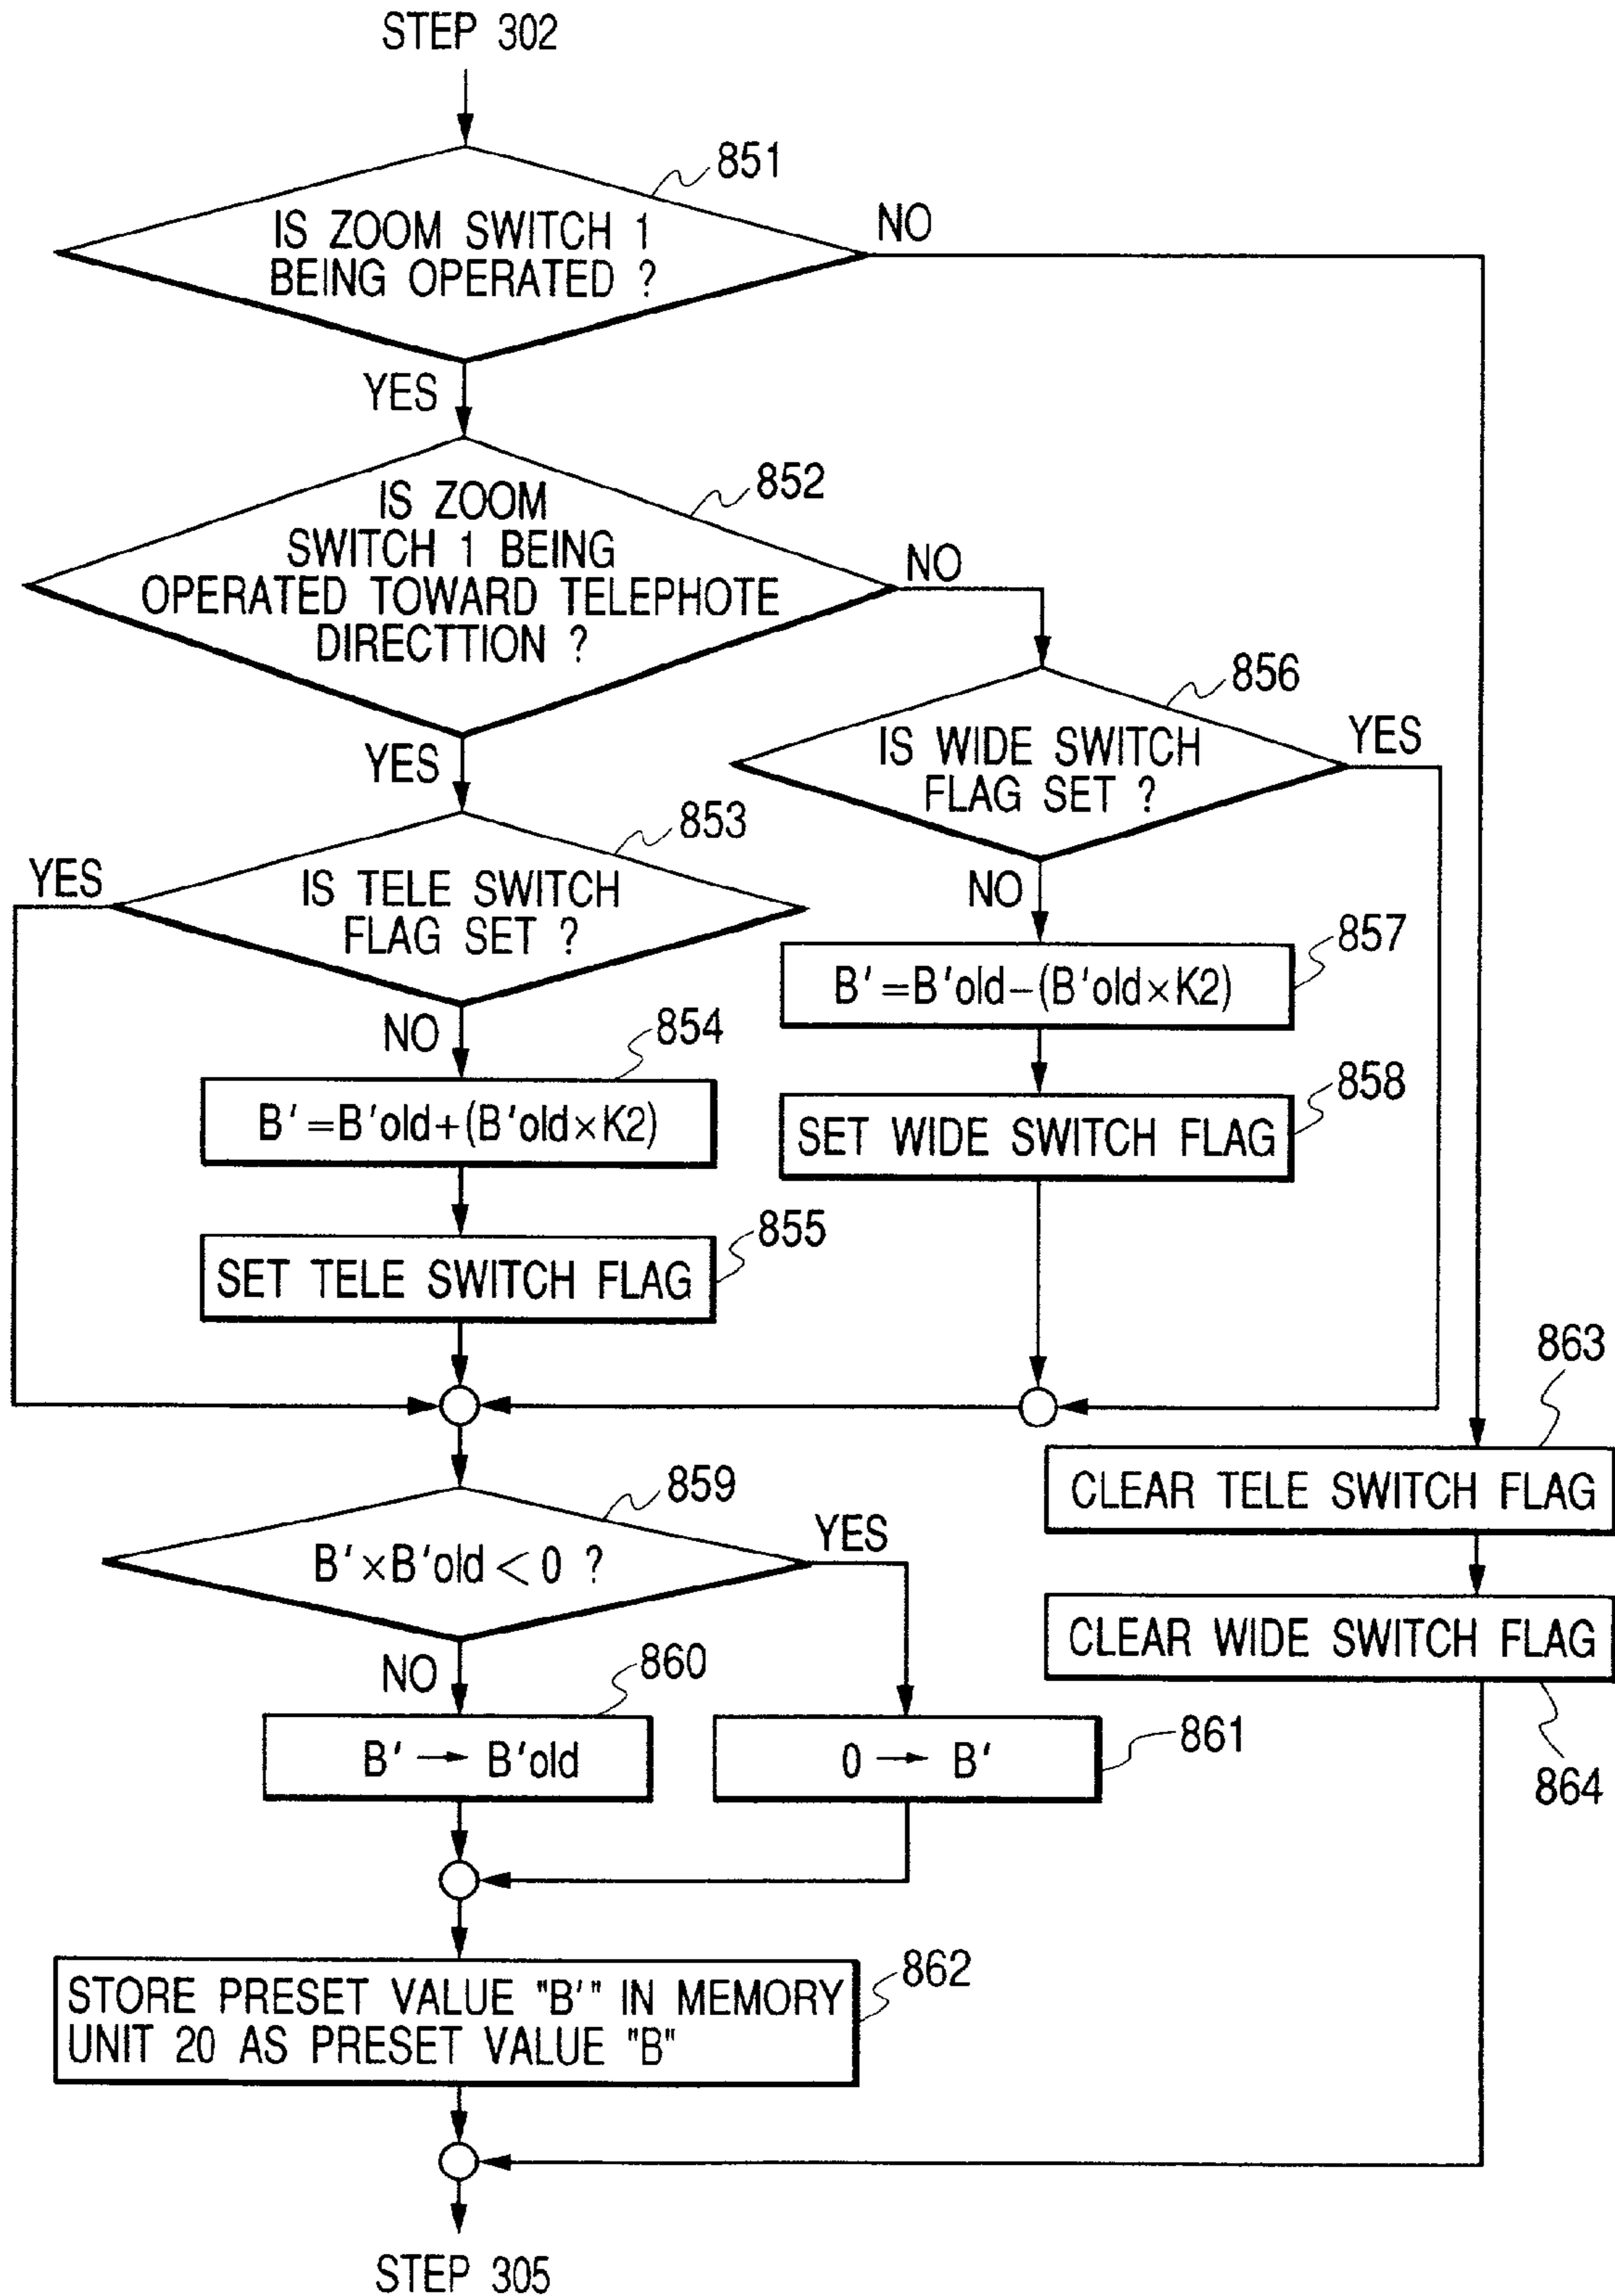 STEP 302
851
IS ZOOM SWITCH 1
BEING OPERATED ?
NO
YES
852
IS ZOOM
SWITCH 1 BEING
OPERATED TOWARD TELEPHOTE
DIRECTTION ?
NO
YES
856
IS WIDE SWITCH
FLAG SET ?
YES
NO
853
YES
IS TELE SWITCH
FLAG SET ?
NO
857
B'=B'old-(B'old×K2)
854
B'=B'old+(B'old×K2)
858
SET WIDE SWITCH FLAG
855
SET TELE SWITCH FLAG
863
CLEAR TELE SWITCH FLAG
859
B'×B'old<0 ?
YES
NO
CLEAR WIDE SWITCH FLAG
864
860
B' → B'old
0 → B'
861
862
STORE PRESET VALUE "B'" IN MEMORY
UNIT 20 AS PRESET VALUE "B"
STEP 305